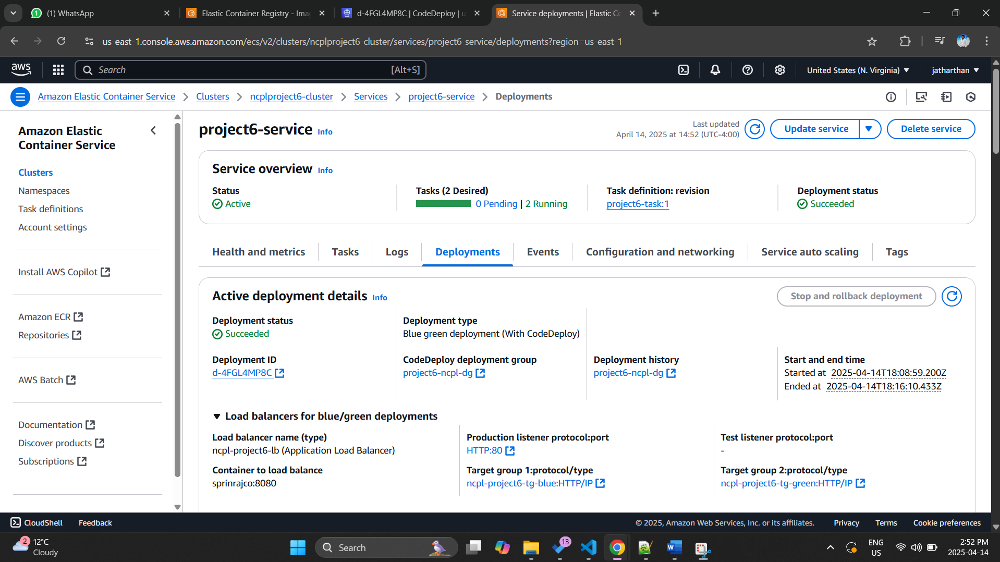 (1) WhatsApp
Elastic Container Registry - Ima
d-4FGL4MP8C | CodeDeploy | u
Service deployments | Elastic Co
us-east-1.console.aws.amazon.com/ecs/v2/clusters/ncplproject6-cluster/services/project6-service/deployments?region=us-east-1
aws
Search
[Alt+S]
United States (N. Virginia)
jatharthan
Amazon Elastic Container Service
Clusters
ncplproject6-cluster
Services
project6-service
Deployments
Amazon Elastic
Container Service
Clusters
Namespaces
Task definitions
Account settings
Install AWS Copilot
Amazon ECR
Repositories
AWS Batch
Documentation
Discover products
Subscriptions
project6-service Info
Last updated
April 14, 2025 at 14:52 (UTC-4:00)
Update service
Delete service
Service overview Info
Status
Active
Tasks (2 Desired)
0 Pending | 2 Running
Task definition: revision
project6-task:1
Deployment status
Succeeded
Health and metrics
Tasks
Logs
Deployments
Events
Configuration and networking
Service auto scaling
Tags
Active deployment details Info
Stop and rollback deployment
Deployment status
Succeeded
Deployment type
Blue green deployment (With CodeDeploy)
Deployment ID
d-4FGL4MP8C
CodeDeploy deployment group
project6-ncpl-dg
Deployment history
project6-ncpl-dg
Start and end time
Started at 2025-04-14T18:08:59.200Z
Ended at 2025-04-14T18:16:10.433Z
Load balancers for blue/green deployments
Load balancer name (type)
ncpl-project6-lb (Application Load Balancer)
Production listener protocol:port
HTTP:80
Test listener protocol:port
-
Container to load balance
sprinrajco:8080
Target group 1:protocol/type
ncpl-project6-tg-blue:HTTP/IP
Target group 2:protocol/type
ncpl-project6-tg-green:HTTP/IP
CloudShell
Feedback
© 2025, Amazon Web Services, Inc. or its affiliates.
Privacy
Terms
Cookie preferences
2
12°C
Cloudy
Search
13
ENG
US
2:52 PM
2025-04-14